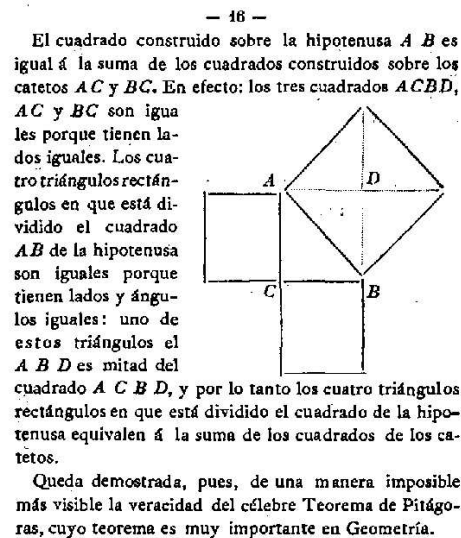 — 16 —
El cuadrado construido sobre la hipotenusa A B es
igual á la suma de los cuadrados construidos sobre los
catetos A C y BC. En efecto: los tres cuadrados A C B D,
A C y B C son igua
les porque tienen la-
dos iguales. Los cua-
tro triángulos rectán-
gulos en que está di-
vidido el cuadrado
AB de la hipotenusa
son iguales porque
tienen lados y ángu-
los iguales: uno de
estos triángulos el
A B D es mitad del
A
D
C
B
cuadrado A C B D, y por lo tanto los cuatro triángulos
rectángulos en que está dividido el cuadrado de la hipo-
tenusa equivalen á la suma de los cuadrados de los ca-
tetos.
Queda demostrada, pues, de una manera imposible
más visible la veracidad del célebre Teorema de Pitágo-
ras, cuyo teorema es muy importante en Geometría.